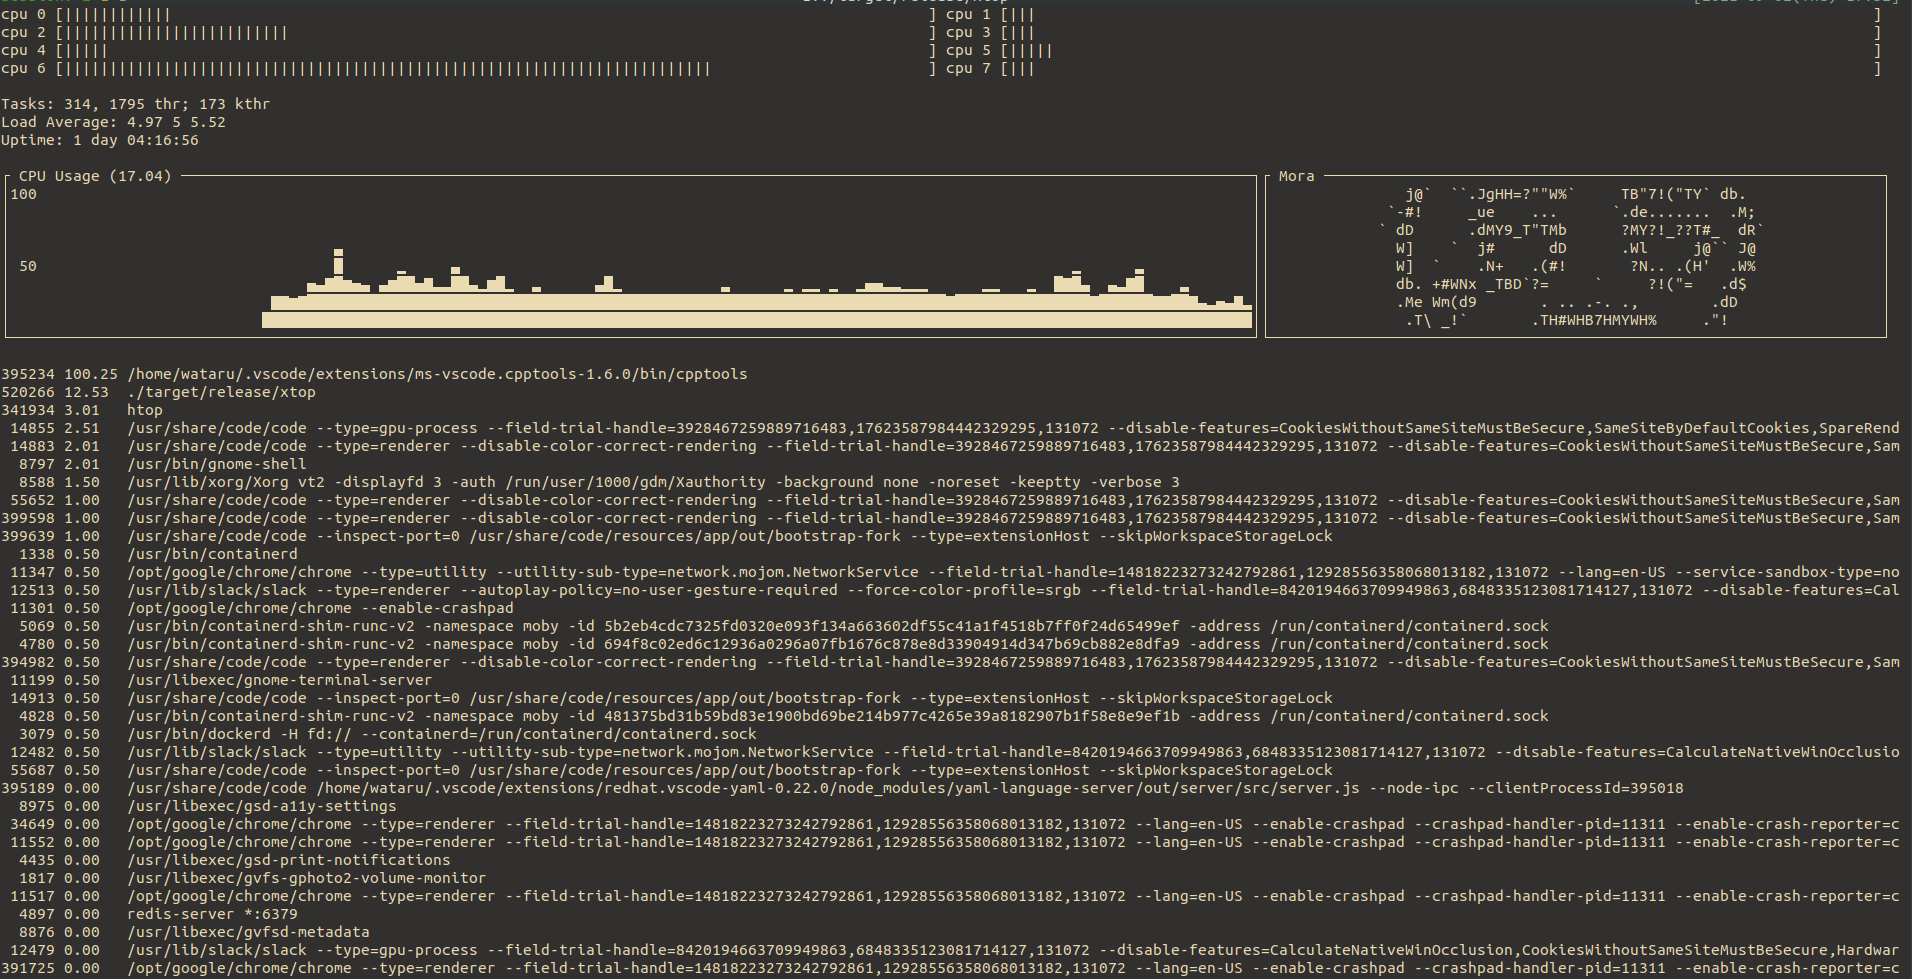 cpu 0 [||||||||||||                                                                                    ] cpu 1 [|||                                                                                             ]
cpu 2 [|||||||||||||||||||||||||                                                                       ] cpu 3 [|||                                                                                             ]
cpu 4 [|||||                                                                                           ] cpu 5 [|||||                                                                                           ]
cpu 6 [||||||||||||||||||||||||||||||||||||||||||||||||||||||||||||||||||||||||                        ] cpu 7 [|||                                                                                             ]
Tasks: 314, 1795 thr; 173 kthr
Load Average: 4.97 5 5.52
Uptime: 1 day 04:16:56
CPU Usage (17.04)
100
50
Mora
j@`  ``.JgHH=?""W%`     TB"7!("TY` db.
`-#!     _ue    ...      `.de.......  .M;
` dD      .dMY9_T"TMb      ?MY?!_??T#_  dR`
W]    `  j#      dD      .Wl     j@`` J@
W]  `    .N+   .(#!       ?N.. .(H'  .W%
db. +#WNx _TBD`?=     `     ?!("=   .d$
.Me Wm(d9       . .. .-. .,        .dD
.T\ _!`       .TH#WHB7HMYWH%     ."!
395234 100.25 /home/wataru/.vscode/extensions/ms-vscode.cpptools-1.6.0/bin/cpptools
520266 12.53  ./target/release/xtop
341934 3.01   htop
14855 2.51   /usr/share/code/code --type=gpu-process --field-trial-handle=3928467259889716483,17623587984442329295,131072 --disable-features=CookiesWithoutSameSiteMustBeSecure,SameSiteByDefaultCookies,SpareRend
14883 2.01   /usr/share/code/code --type=renderer --disable-color-correct-rendering --field-trial-handle=3928467259889716483,17623587984442329295,131072 --disable-features=CookiesWithoutSameSiteMustBeSecure,Sam
8797 2.01   /usr/bin/gnome-shell
8588 1.50   /usr/lib/xorg/Xorg vt2 -displayfd 3 -auth /run/user/1000/gdm/Xauthority -background none -noreset -keeptty -verbose 3
55652 1.00   /usr/share/code/code --type=renderer --disable-color-correct-rendering --field-trial-handle=3928467259889716483,17623587984442329295,131072 --disable-features=CookiesWithoutSameSiteMustBeSecure,Sam
399598 1.00   /usr/share/code/code --type=renderer --disable-color-correct-rendering --field-trial-handle=3928467259889716483,17623587984442329295,131072 --disable-features=CookiesWithoutSameSiteMustBeSecure,Sam
399639 1.00   /usr/share/code/code --inspect-port=0 /usr/share/code/resources/app/out/bootstrap-fork --type=extensionHost --skipWorkspaceStorageLock
1338 0.50   /usr/bin/containerd
11347 0.50   /opt/google/chrome/chrome --type=utility --utility-sub-type=network.mojom.NetworkService --field-trial-handle=14818223273242792861,12928556358068013182,131072 --lang=en-US --service-sandbox-type=no
12513 0.50   /usr/lib/slack/slack --type=renderer --autoplay-policy=no-user-gesture-required --force-color-profile=srgb --field-trial-handle=8420194663709949863,6848335123081714127,131072 --disable-features=Cal
11301 0.50   /opt/google/chrome/chrome --enable-crashpad
5069 0.50   /usr/bin/containerd-shim-runc-v2 -namespace moby -id 5b2eb4cdc7325fd0320e093f134a663602df55c41a1f4518b7ff0f24d65499ef -address /run/containerd/containerd.sock
4780 0.50   /usr/bin/containerd-shim-runc-v2 -namespace moby -id 694f8c02ed6c12936a0296a07fb1676c878e8d33904914d347b69cb882e8dfa9 -address /run/containerd/containerd.sock
394982 0.50   /usr/share/code/code --type=renderer --disable-color-correct-rendering --field-trial-handle=3928467259889716483,17623587984442329295,131072 --disable-features=CookiesWithoutSameSiteMustBeSecure,Sam
11199 0.50   /usr/libexec/gnome-terminal-server
14913 0.50   /usr/share/code/code --inspect-port=0 /usr/share/code/resources/app/out/bootstrap-fork --type=extensionHost --skipWorkspaceStorageLock
4828 0.50   /usr/bin/containerd-shim-runc-v2 -namespace moby -id 481375bd31b59bd83e1900bd69be214b977c4265e39a8182907b1f58e8e9ef1b -address /run/containerd/containerd.sock
3079 0.50   /usr/bin/dockerd -H fd:// --containerd=/run/containerd/containerd.sock
12482 0.50   /usr/lib/slack/slack --type=utility --utility-sub-type=network.mojom.NetworkService --field-trial-handle=8420194663709949863,6848335123081714127,131072 --disable-features=CalculateNativeWinOcclusio
55687 0.50   /usr/share/code/code --inspect-port=0 /usr/share/code/resources/app/out/bootstrap-fork --type=extensionHost --skipWorkspaceStorageLock
395189 0.00   /usr/share/code/code /home/wataru/.vscode/extensions/redhat.vscode-yaml-0.22.0/node_modules/yaml-language-server/out/server/src/server.js --node-ipc --clientProcessId=395018
8975 0.00   /usr/libexec/gsd-a11y-settings
34649 0.00   /opt/google/chrome/chrome --type=renderer --field-trial-handle=14818223273242792861,12928556358068013182,131072 --lang=en-US --enable-crashpad --crashpad-handler-pid=11311 --enable-crash-reporter=c
11552 0.00   /opt/google/chrome/chrome --type=renderer --field-trial-handle=14818223273242792861,12928556358068013182,131072 --lang=en-US --enable-crashpad --crashpad-handler-pid=11311 --enable-crash-reporter=c
4435 0.00   /usr/libexec/gsd-print-notifications
1817 0.00   /usr/libexec/gvfs-gphoto2-volume-monitor
11517 0.00   /opt/google/chrome/chrome --type=renderer --field-trial-handle=14818223273242792861,12928556358068013182,131072 --lang=en-US --enable-crashpad --crashpad-handler-pid=11311 --enable-crash-reporter=c
4897 0.00   redis-server *:6379
8876 0.00   /usr/libexec/gvfsd-metadata
12479 0.00   /usr/lib/slack/slack --type=gpu-process --field-trial-handle=8420194663709949863,6848335123081714127,131072 --disable-features=CalculateNativeWinOcclusion,CookiesWithoutSameSiteMustBeSecure,Hardwar
391725 0.00   /opt/google/chrome/chrome --type=renderer --field-trial-handle=14818223273242792861,12928556358068013182,131072 --lang=en-US --enable-crashpad --crashpad-handler-pid=11311 --enable-crash-reporter=c